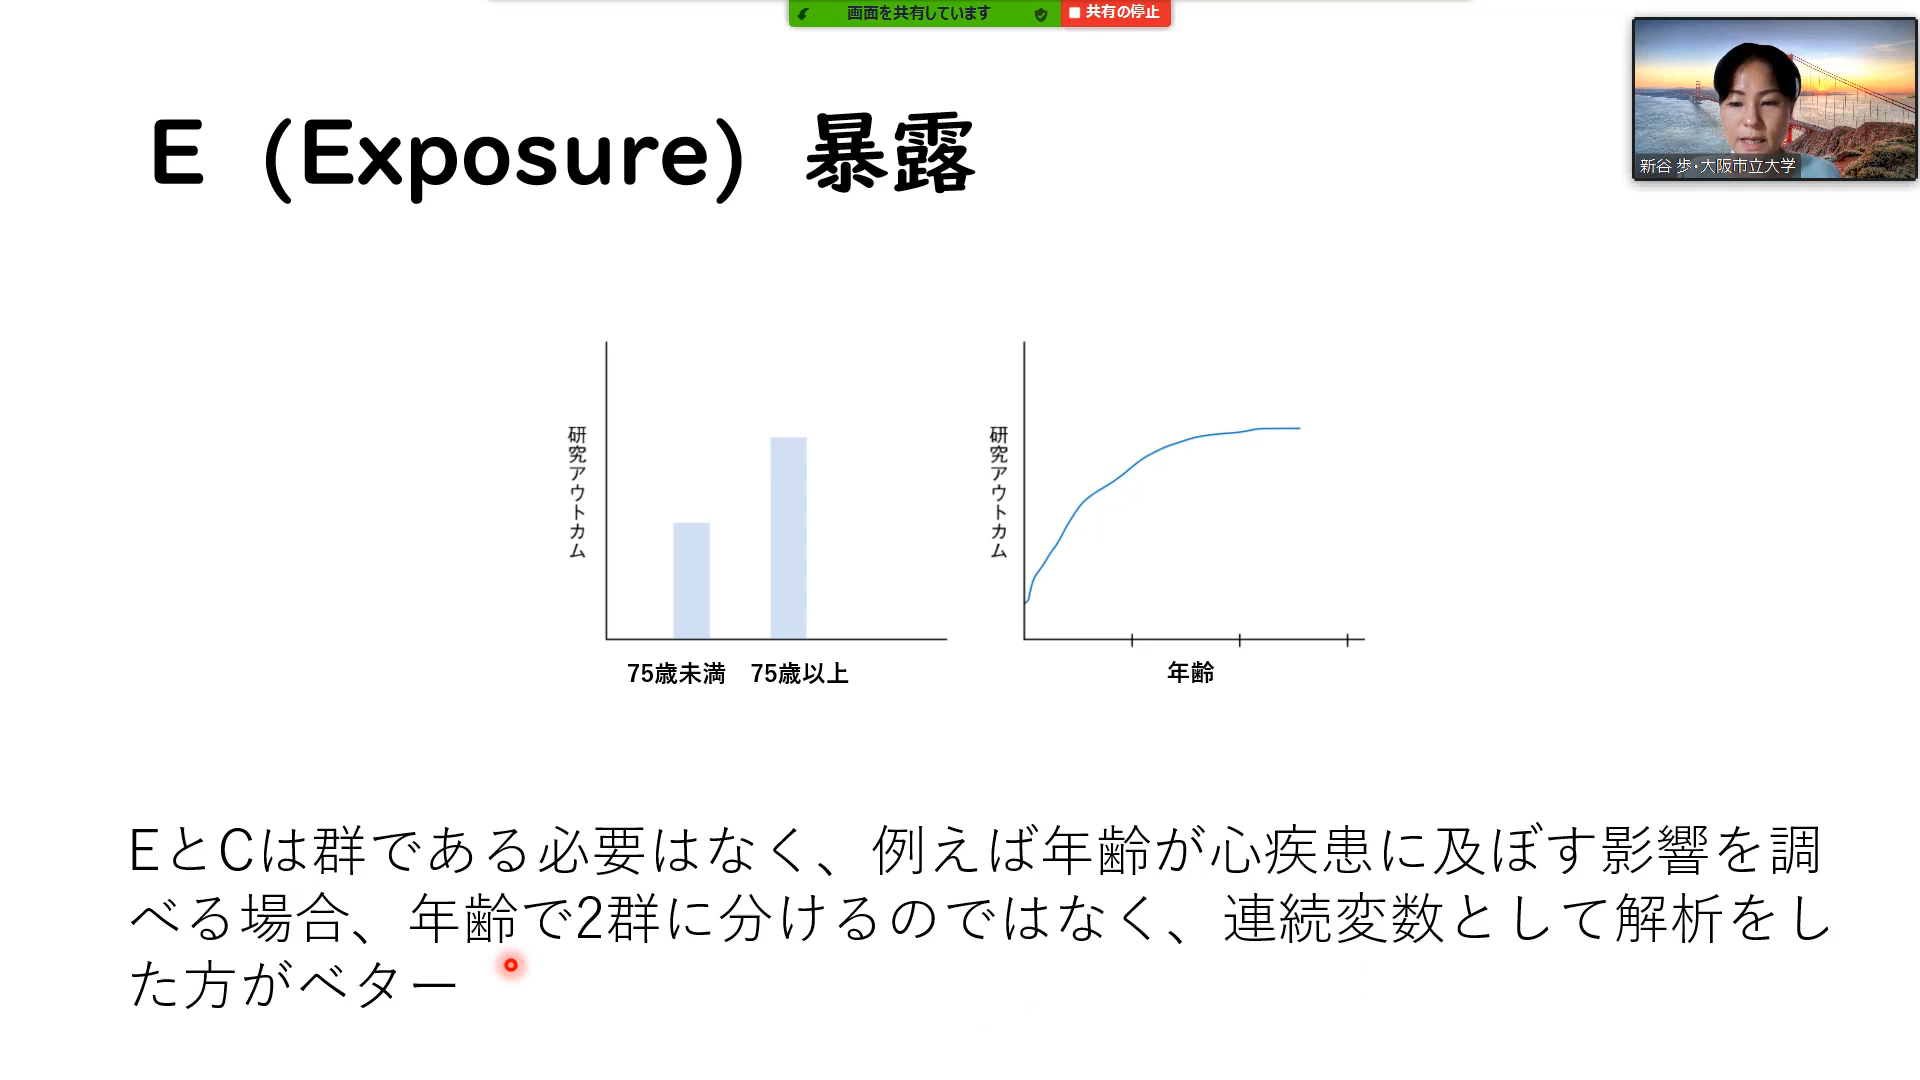 画面を共有しています
共有の停止
新谷 歩・大阪市立大学
E (Exposure) 暴露
研究アウトカム
75歳未満 75歳以上
研究アウトカム
年齢
EとCは群である必要はなく、例えば年齢が心疾患に及ぼす影響を調
べる場合、年齢で2群に分けるのではなく、連続変数として解析をし
た方がベター